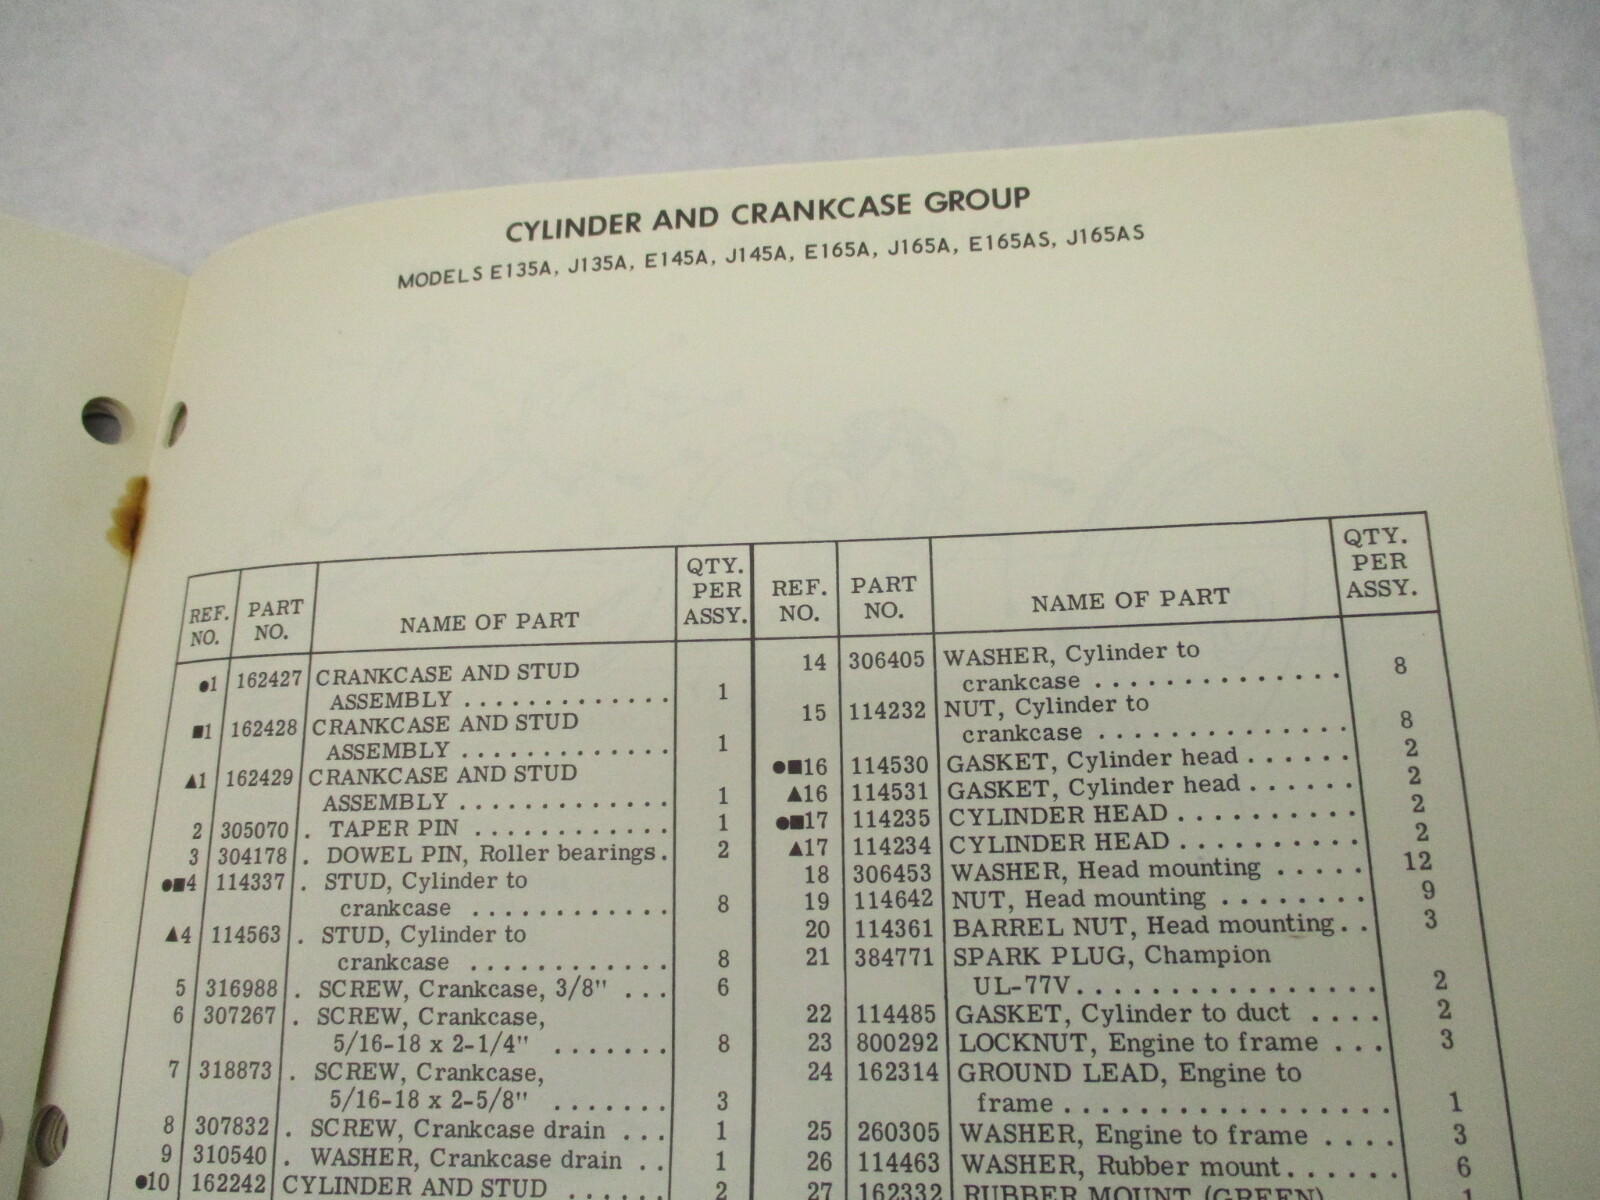 CYLINDER AND CRANKCASE GROUP
MODELS E135A, J135A, E145A, J145A, E165A, J165A, E165AS, J165AS
REF. NO. PART NO. NAME OF PART QTY. PER ASSY.
●1 162427 CRANKCASE AND STUD
ASSEMBLY . . . . . . . . . . . . . 1
■1 162428 CRANKCASE AND STUD
ASSEMBLY . . . . . . . . . . . . . 1
▲1 162429 CRANKCASE AND STUD
ASSEMBLY . . . . . . . . . . . . . 1
2 305070 . TAPER PIN . . . . . . . . . . . . 1
3 304178 . DOWEL PIN, Roller bearings. 2
●■4 114337 . STUD, Cylinder to
crankcase . . . . . . . . . . . . 8
▲4 114563 . STUD, Cylinder to
crankcase . . . . . . . . . . . . 8
5 316988 . SCREW, Crankcase, 3/8" . . . 6
6 307267 . SCREW, Crankcase,
5/16-18 x 2-1/4" . . . . . . . 8
7 318873 . SCREW, Crankcase,
5/16-18 x 2-5/8" . . . . . . . 3
8 307832 . SCREW, Crankcase drain . . . 1
9 310540 . WASHER, Crankcase drain . . 1
●10 162242 CYLINDER AND STUD . . . . . . 2
REF. NO. PART NO. NAME OF PART QTY. PER ASSY.
14 306405 WASHER, Cylinder to
crankcase . . . . . . . . . . . . . . 8
15 114232 NUT, Cylinder to
crankcase . . . . . . . . . . . . . . 8
●■16 114530 GASKET, Cylinder head . . . . . . 2
▲16 114531 GASKET, Cylinder head . . . . . . 2
●■17 114235 CYLINDER HEAD . . . . . . . . . . 2
▲17 114234 CYLINDER HEAD . . . . . . . . . . 2
18 306453 WASHER, Head mounting . . . . . 12
19 114642 NUT, Head mounting . . . . . . . . 9
20 114361 BARREL NUT, Head mounting . . 3
21 384771 SPARK PLUG, Champion
UL-77V. . . . . . . . . . . . . . . . 2
22 114485 GASKET, Cylinder to duct . . . . 2
23 800292 LOCKNUT, Engine to frame . . . 3
24 162314 GROUND LEAD, Engine to
frame . . . . . . . . . . . . . . . . . 1
25 260305 WASHER, Engine to frame . . . . 3
26 114463 WASHER, Rubber mount. . . . . . 6
27 162332 RUBBER MOUNT (GREEN) . 1